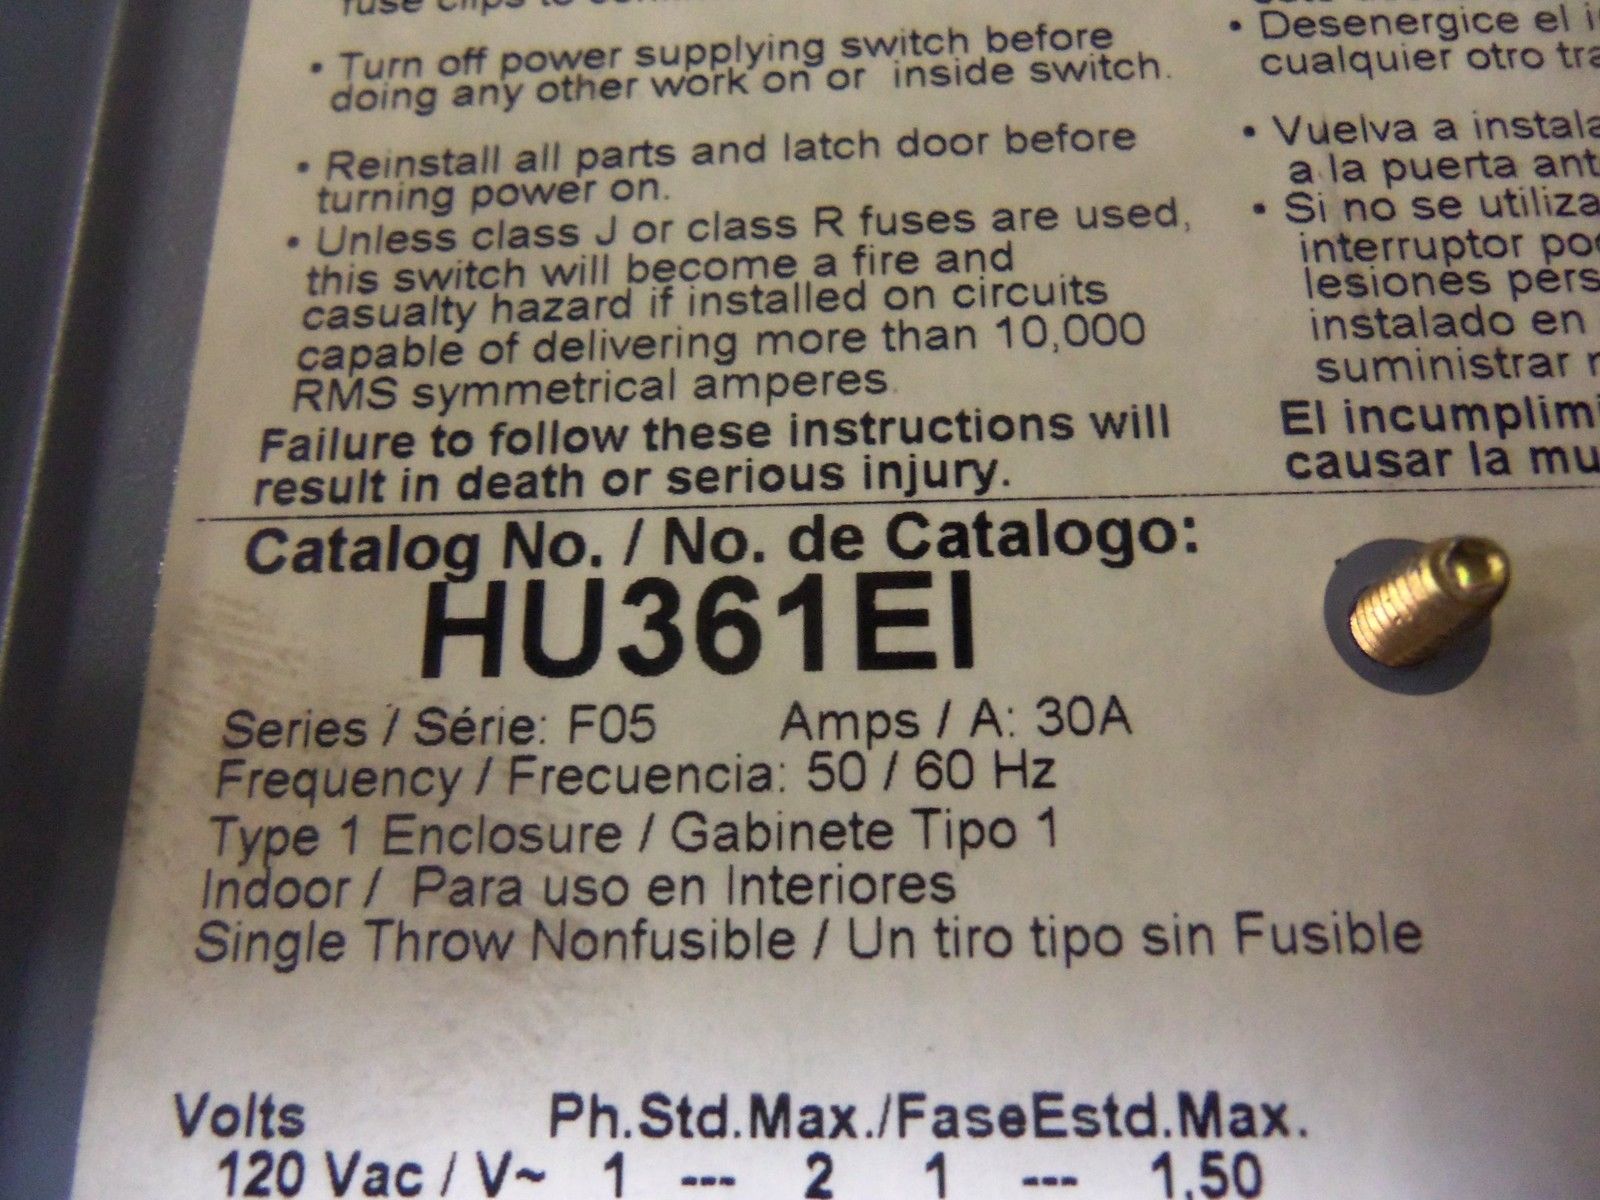 fuse clips to
• Turn off power supplying switch before
doing any other work on or inside switch.
• Reinstall all parts and latch door before
turning power on.
• Unless class J or class R fuses are used,
this switch will become a fire and
casualty hazard if installed on circuits
capable of delivering more than 10,000
RMS symmetrical amperes.
Failure to follow these instructions will
result in death or serious injury.
• Desenergice el
cualquier otro
• Vuelva a
a la puerta
• Si no se
interruptor
lesiones
instalado en
suministrar
El
causar la
Catalog No. / No. de Catalogo:
HU361EI
Series / Série: F05 Amps / A: 30A
Frequency / Frecuencia: 50 / 60 Hz
Type 1 Enclosure / Gabinete Tipo 1
Indoor / Para uso en Interiores
Single Throw Nonfusible / Un tiro tipo sin Fusible
Volts Ph.Std.Max./FaseEstd.Max.
120 Vac / V~ 1 --- 2 1 --- 1.50